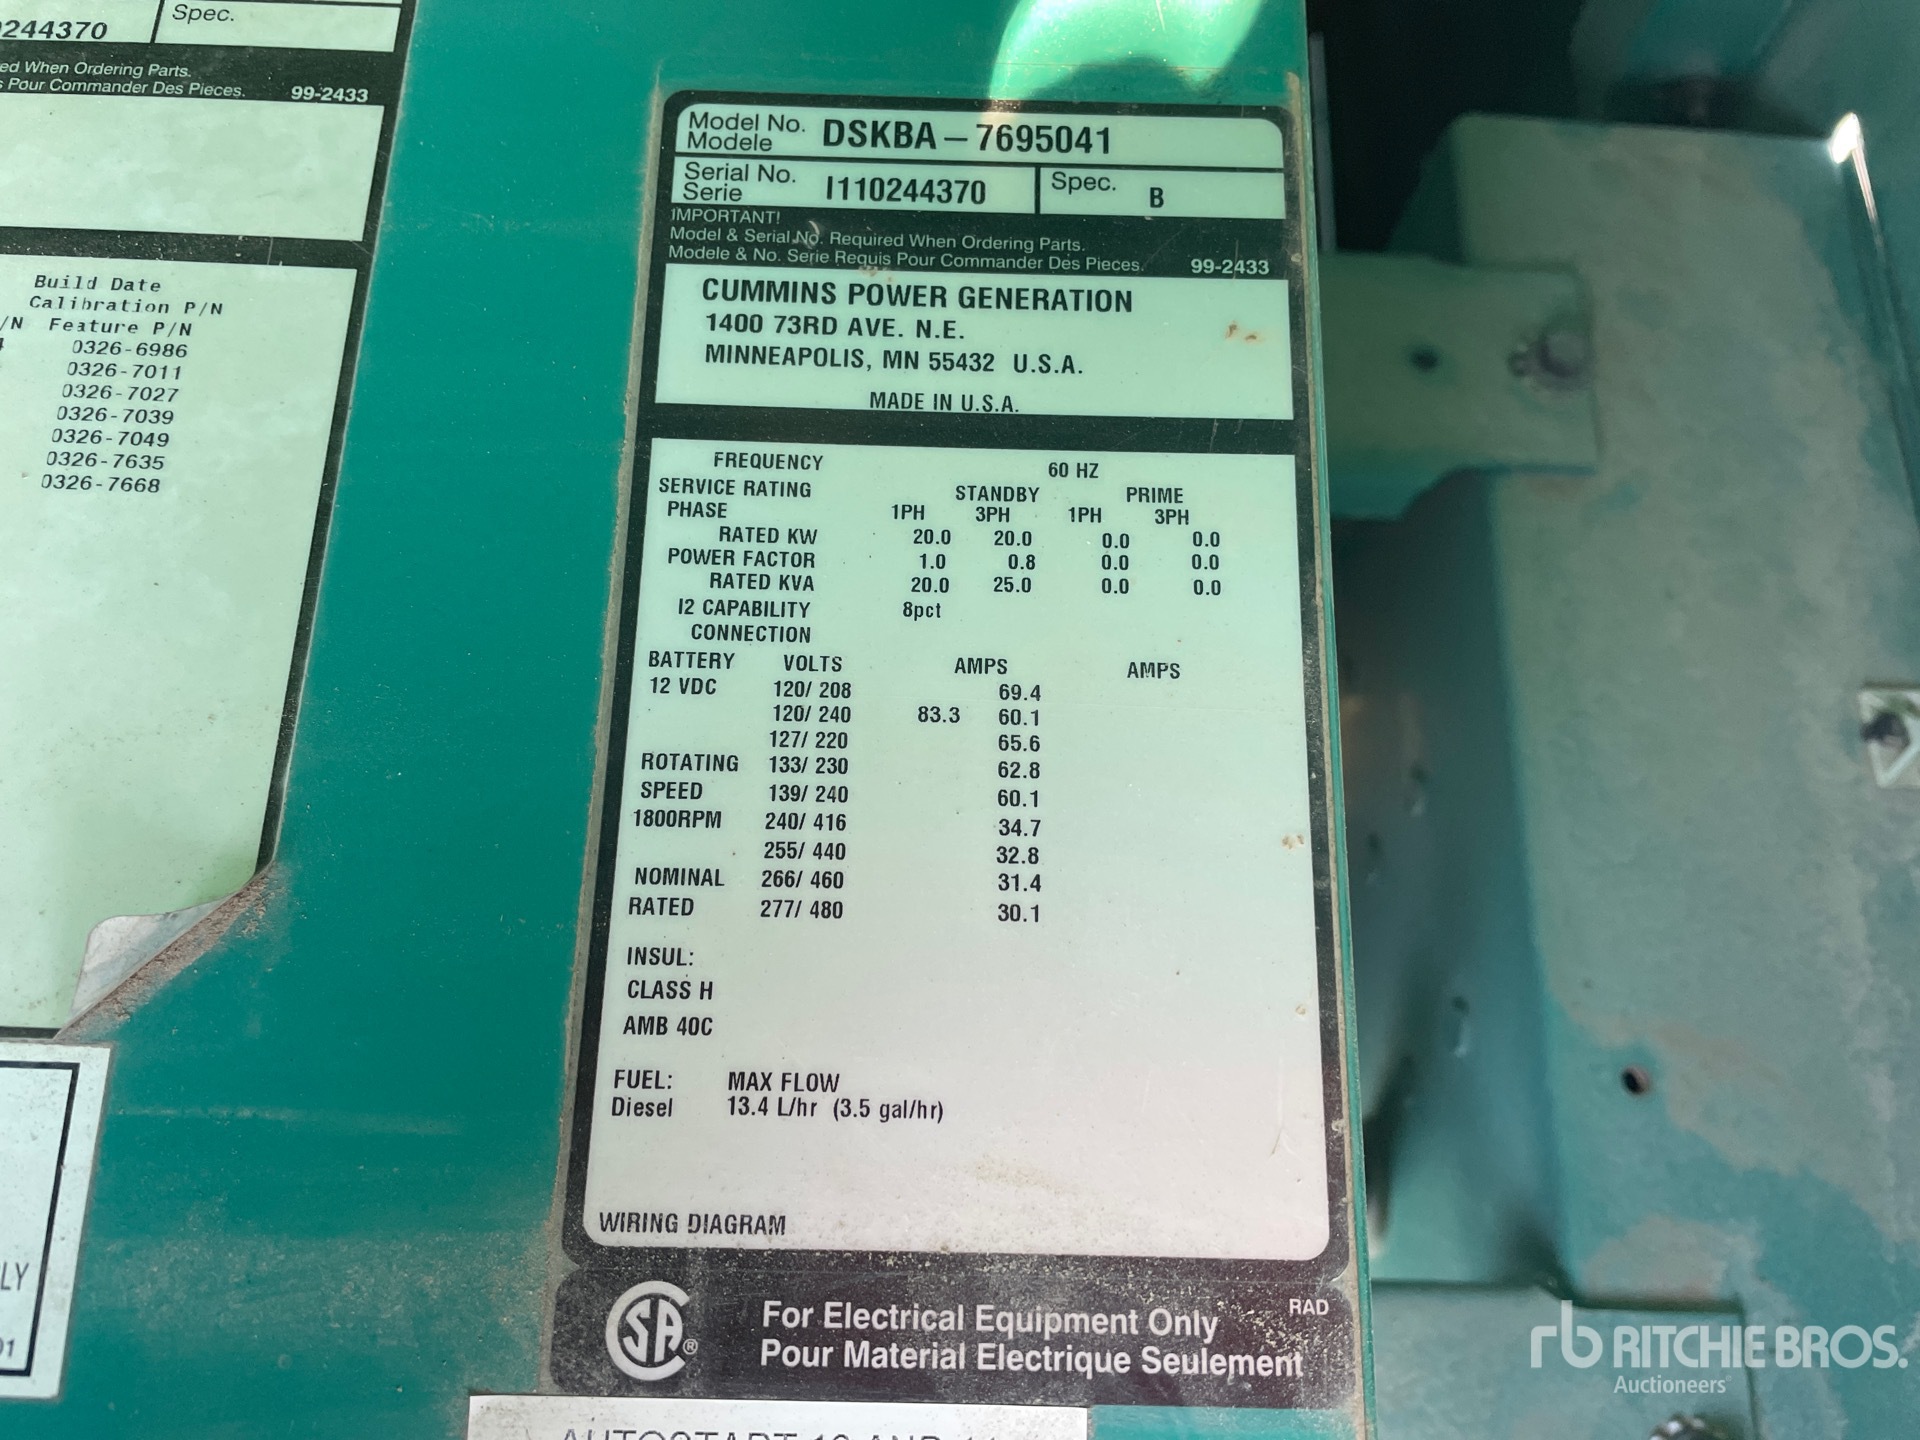 0244370
Spec.
ed When Ordering Parts.
s Pour Commander Des Pieces. 99-2433
Build Date
Calibration P/N
/N Feature P/N
0326-6986
0326-7011
0326-7027
0326-7039
0326-7049
0326-7635
0326-7668
LY
01
Model No. DSKBA-7695041
Modele
Serial No. I110244370
Serie
Spec. B
IMPORTANT!
Model & Serial No. Required When Ordering Parts.
Modele & No. Serie Requis Pour Commander Des Pieces. 99-2433
CUMMINS POWER GENERATION
1400 73RD AVE. N.E.
MINNEAPOLIS, MN 55432 U.S.A.
MADE IN U.S.A.
FREQUENCY 60 HZ
SERVICE RATING STANDBY PRIME
PHASE 1PH 3PH 1PH 3PH
RATED KW 20.0 20.0 0.0 0.0
POWER FACTOR 1.0 0.8 0.0 0.0
RATED KVA 20.0 25.0 0.0 0.0
I2 CAPABILITY 8pct
CONNECTION
BATTERY VOLTS AMPS AMPS
12 VDC 120/ 208 69.4
120/ 240 83.3 60.1
127/ 220 65.6
ROTATING 133/ 230 62.8
SPEED 139/ 240 60.1
1800RPM 240/ 416 34.7
255/ 440 32.8
NOMINAL 266/ 460 31.4
RATED 277/ 480 30.1
INSUL:
CLASS H
AMB 40C
FUEL: MAX FLOW
Diesel 13.4 L/hr (3.5 gal/hr)
WIRING DIAGRAM
CSA ® For Electrical Equipment Only RAD
Pour Material Electrique Seulement
rb RITCHIE BROS.
Auctioneers